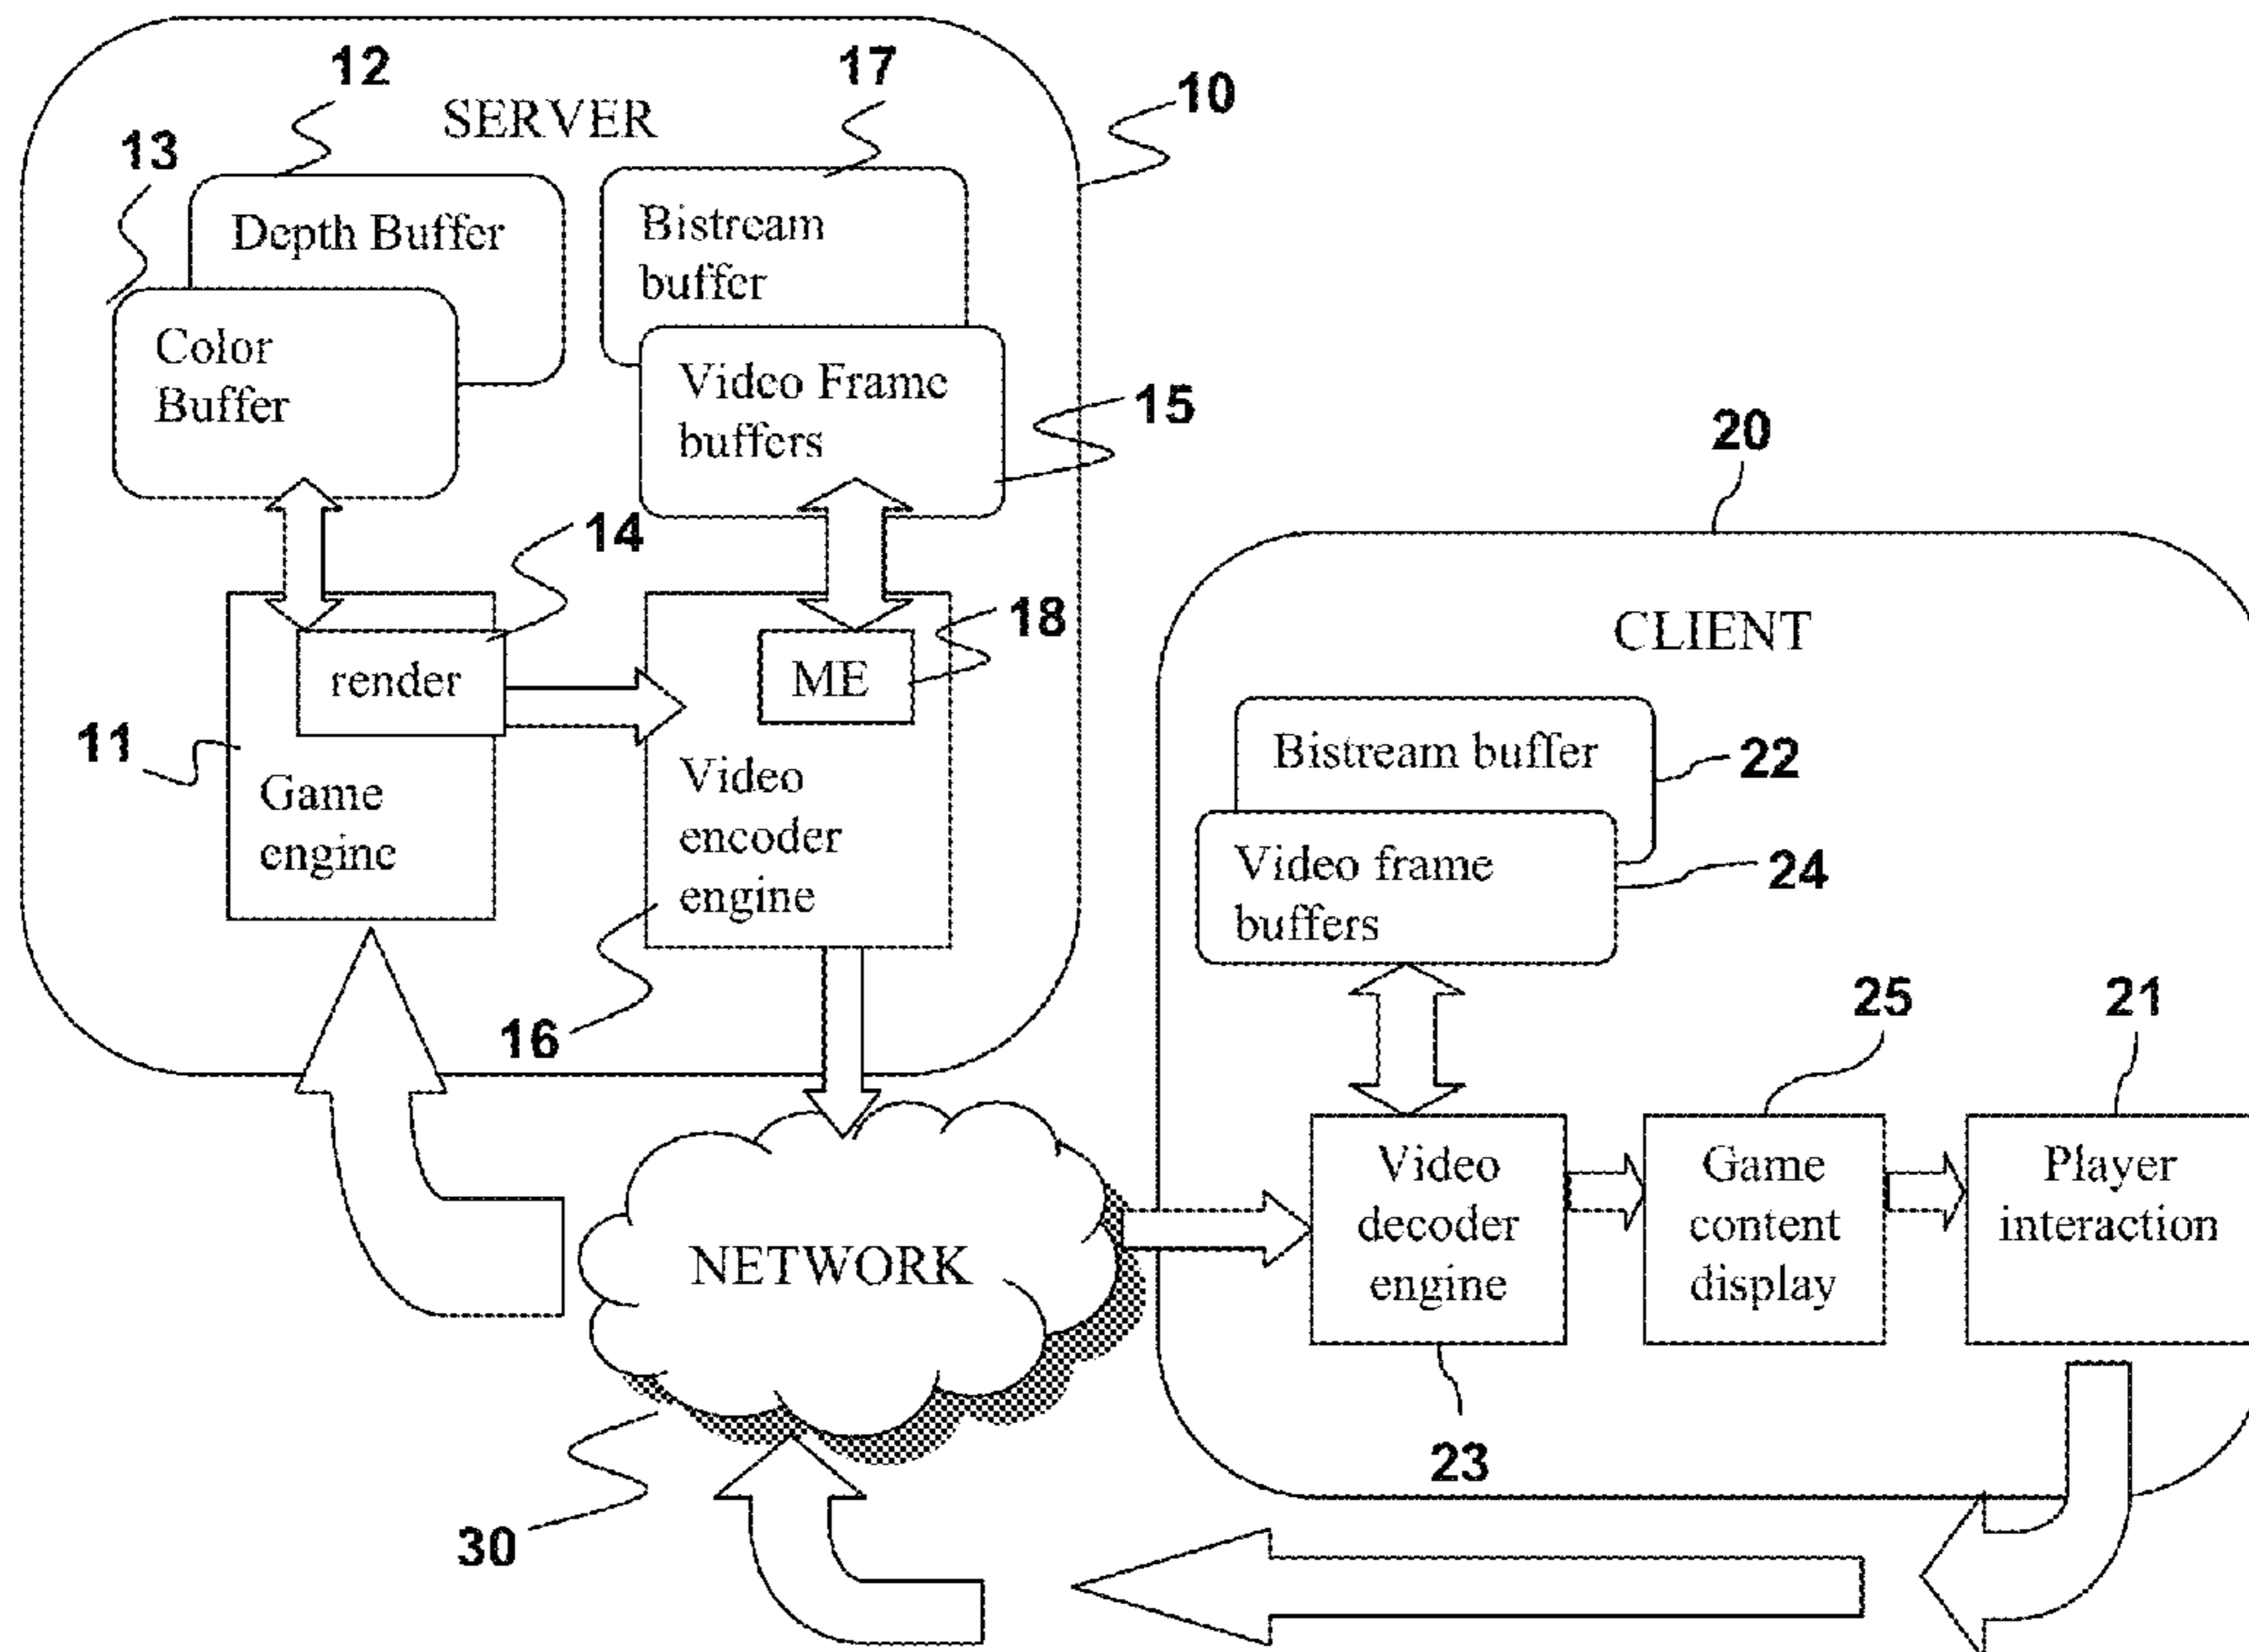 12
17
10
SERVER
13
Depth Buffer
Bistream
buffer
Color
Buffer
Video Frame
buffers
15
20
14
18
CLIENT
render
ME
11
Game
engine
Video
encoder
engine
Bistream buffer
22
Video frame
buffers
24
16
25
21
Video
decoder
engine
Game
content
display
Player
interaction
NETWORK
23
30